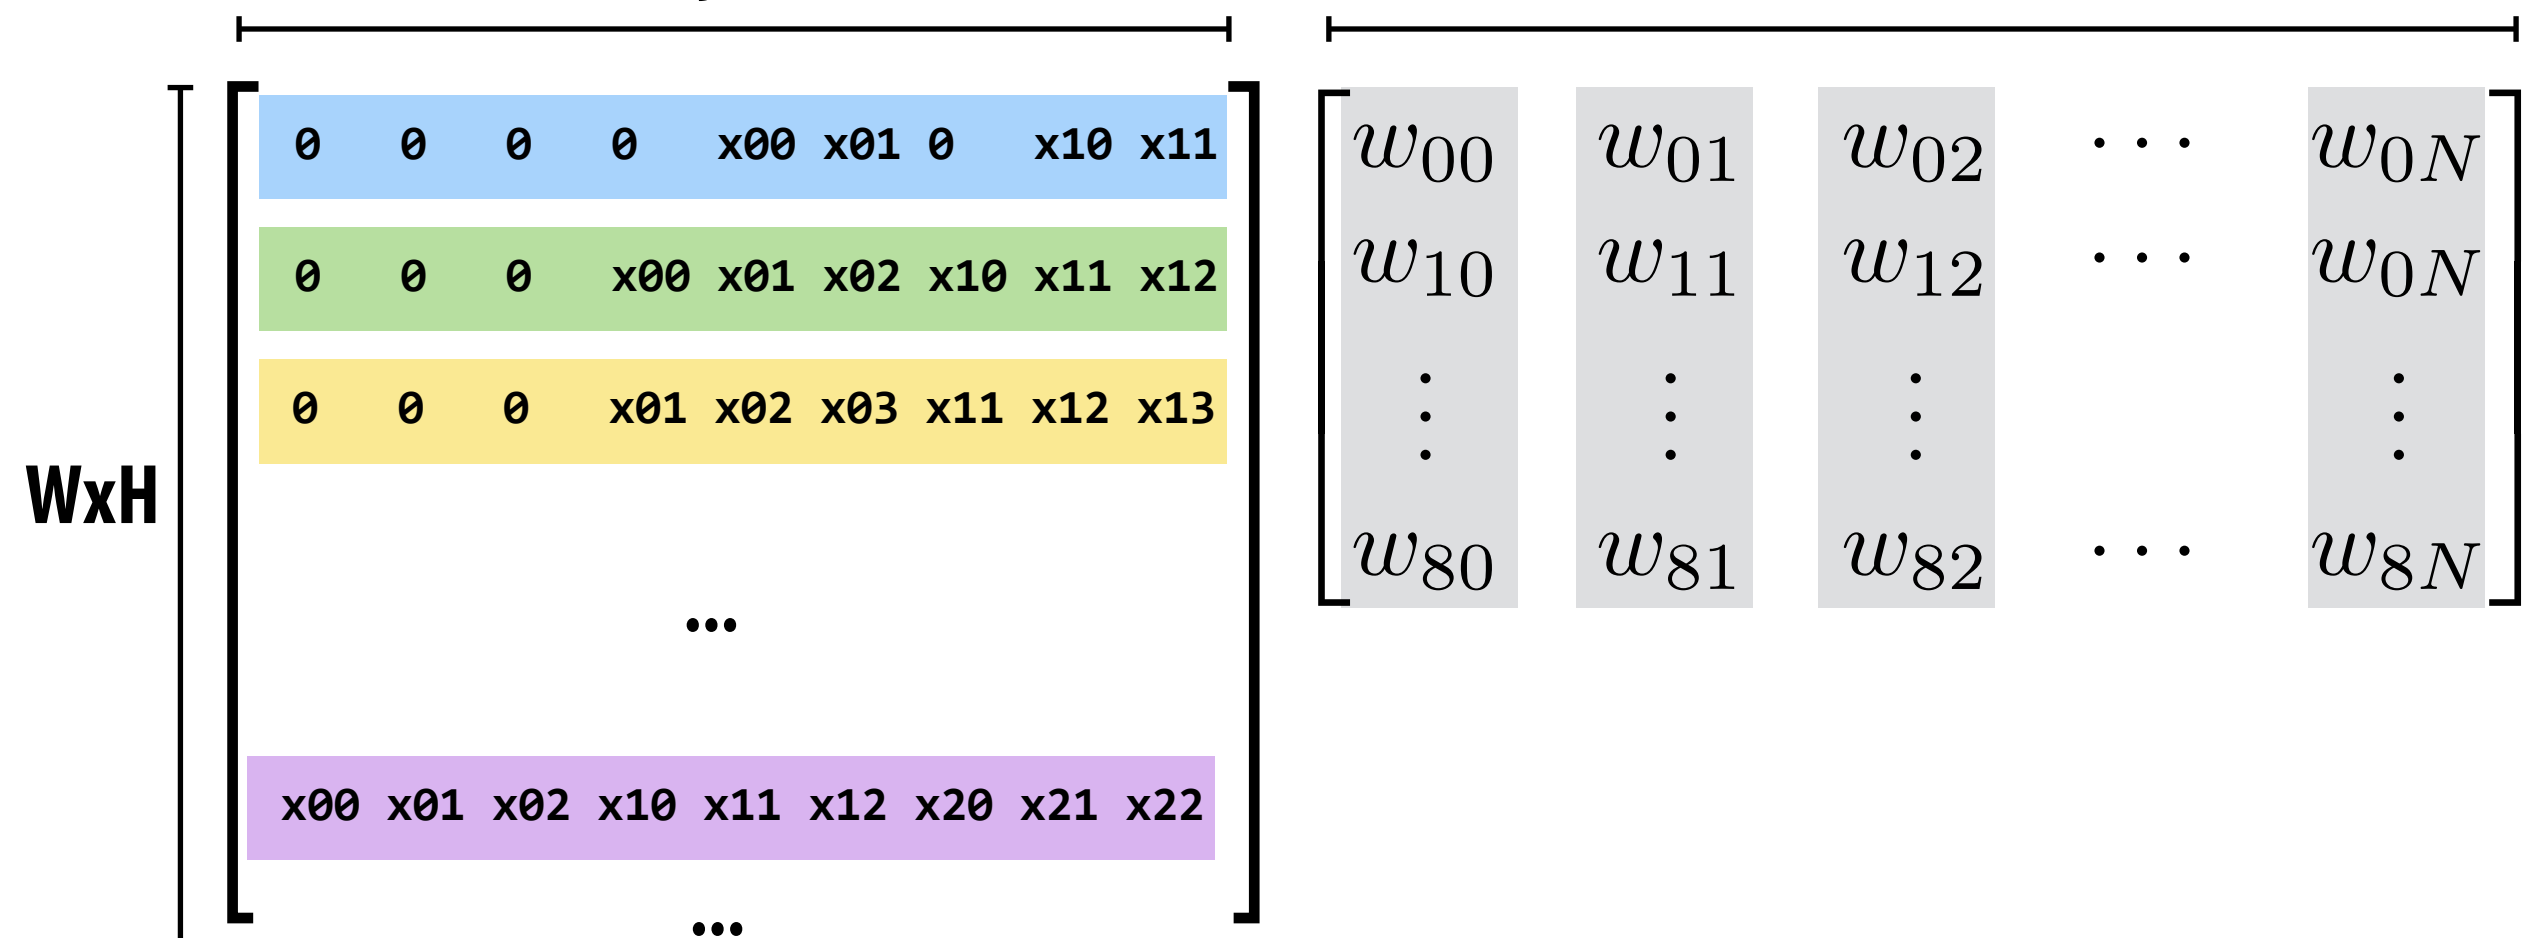 0 0 0 0 x00 x01 0 x10 x11
0 0 0 x00 x01 x02 x10 x11 x12
0 0 0 x01 x02 x03 x11 x12 x13
WxH
...
x00 x01 x02 x10 x11 x12 x20 x21 x22
...
w00 w01 w02 ··· w0N
w10 w11 w12 ··· w0N
⋮ ⋮ ⋮ ⋮
w80 w81 w82 ··· w8N